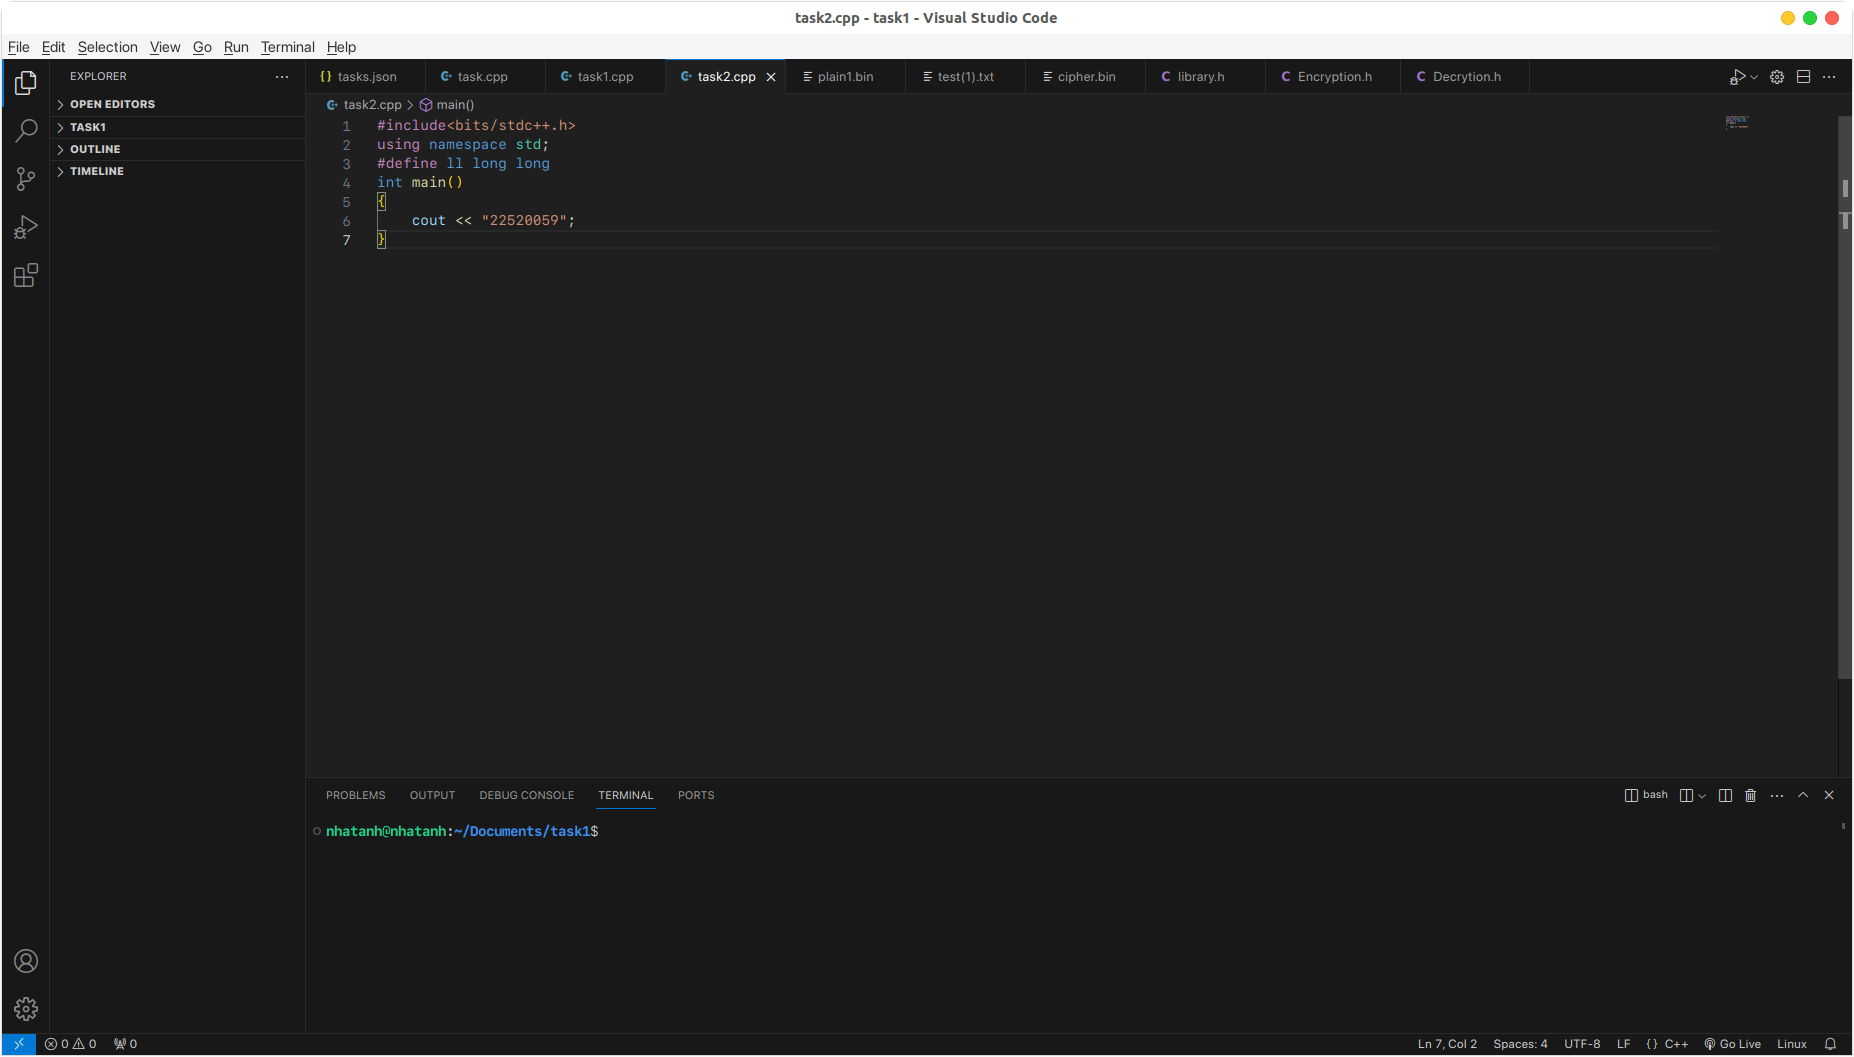 task2.cpp - task1 - Visual Studio Code
File Edit Selection View Go Run Terminal Help
EXPLORER
OPEN EDITORS
TASK1
OUTLINE
TIMELINE
tasks.json task.cpp task1.cpp task2.cpp plain1.bin test(1).txt cipher.bin library.h Encryption.h Decrytion.h
task2.cpp > main()
1 #include<bits/stdc++.h>
2 using namespace std;
3 #define ll long long
4 int main()
5 {
6 cout << "22520059";
7 }
PROBLEMS OUTPUT DEBUG CONSOLE TERMINAL PORTS
bash
nhatanh@nhatanh:~/Documents/task1$
0 0 0
Ln 7, Col 2 Spaces: 4 UTF-8 LF {} C++ Go Live Linux